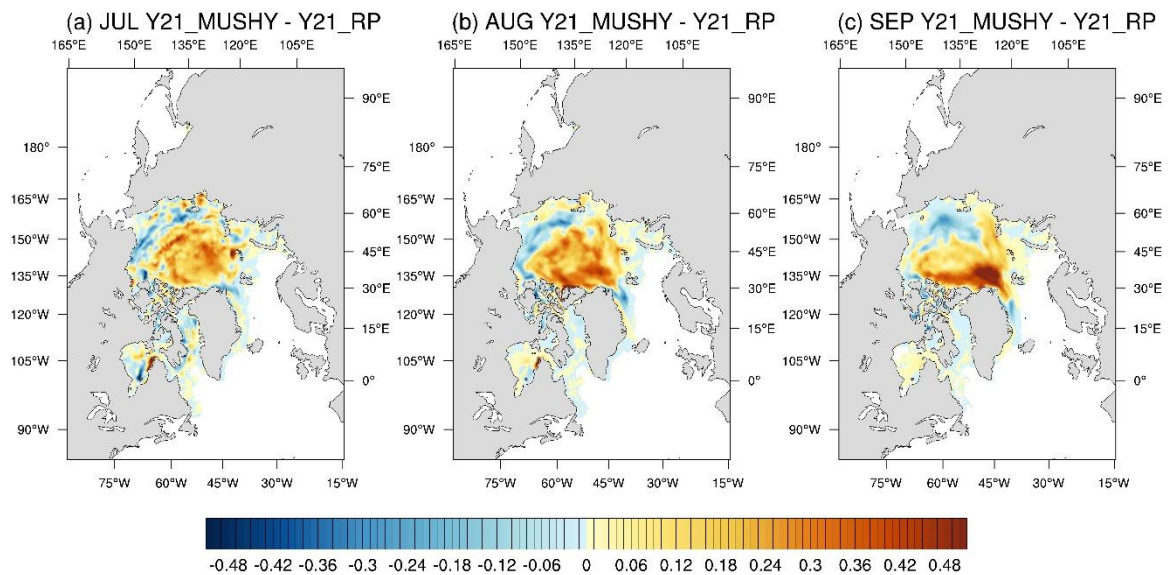 (a) JUL Y21_MUSHY - Y21_RP (b) AUG Y21_MUSHY - Y21_RP (c) SEP Y21_MUSHY - Y21_RP
165°E 150°E 135°E 120°E 105°E 165°E 150°E 135°E 120°E 105°E 165°E 150°E 135°E 120°E 105°E
90°E 90°E 90°E
180° 180° 180°
75°E 75°E 75°E
165°W 60°E 165°W 60°E 165°W 60°E
150°W 45°E 150°W 45°E 150°W 45°E
135°W 30°E 135°W 30°E 135°W 30°E
120°W 15°E 120°W 15°E 120°W 15°E
105°W 0° 105°W 0° 105°W 0°
90°W 90°W 90°W
75°W 60°W 45°W 30°W 15°W 75°W 60°W 45°W 30°W 15°W 75°W 60°W 45°W 30°W 15°W
-0.48 -0.42 -0.36 -0.3 -0.24 -0.18 -0.12 -0.06 0 0.06 0.12 0.18 0.24 0.3 0.36 0.42 0.48